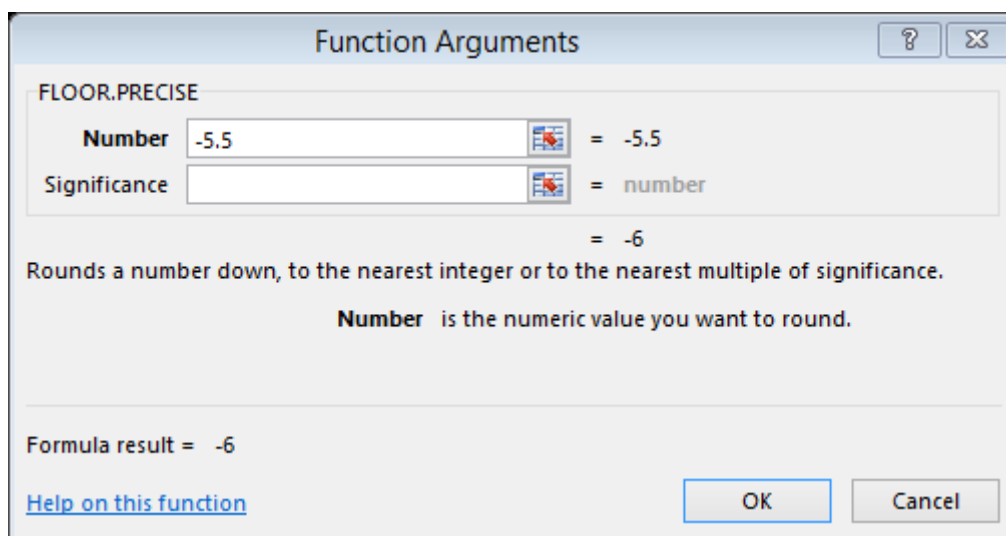 Function Arguments
FLOOR.PRECISE
Number -5.5 = -5.5
Significance = number
= -6
Rounds a number down, to the nearest integer or to the nearest multiple of significance.
Number is the numeric value you want to round.
Formula result = -6
Help on this function OK Cancel